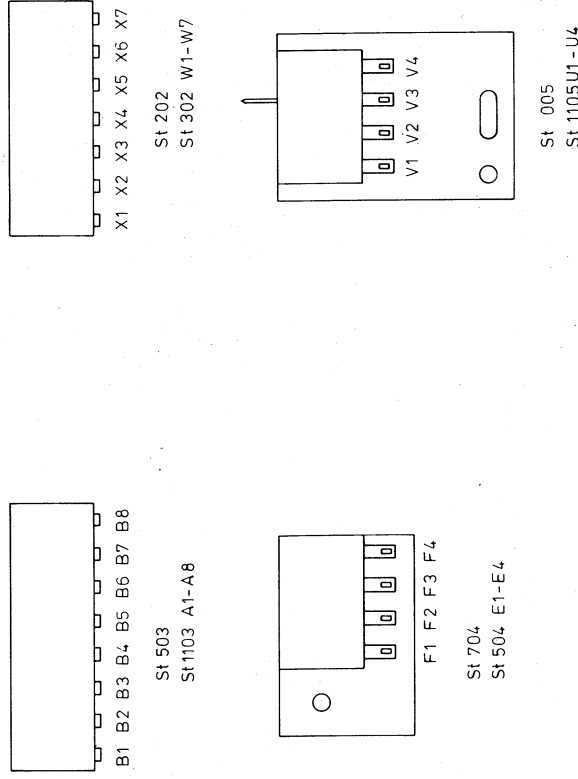 X1 X2 X3 X4 X5 X6 X7
St 202
St 302 W1-W7
V1 V2 V3 V4
St 005
St 1105 U1-U4
B1 B2 B3 B4 B5 B6 B7 B8
St 503
St 1103 A1-A8
F1 F2 F3 F4
St 704
St 504 E1-E4